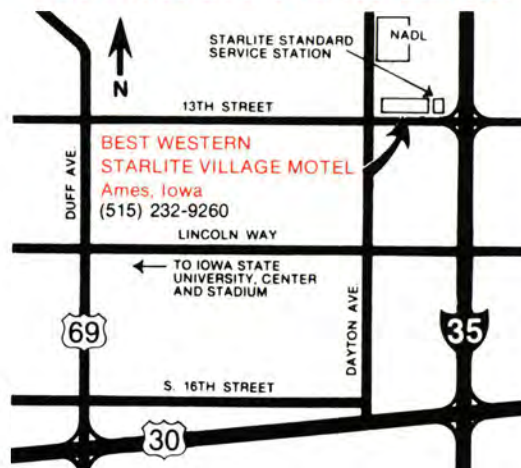 STARLITE STANDARD
SERVICE STATION
NADL
N
13TH STREET
BEST WESTERN
STARLITE VILLAGE MOTEL
Ames, Iowa
(515) 232-9260
DUFF AVE.
LINCOLN WAY
TO IOWA STATE
UNIVERSITY, CENTER
AND STADIUM
DAYTON AVE.
69
35
S. 16TH STREET
30